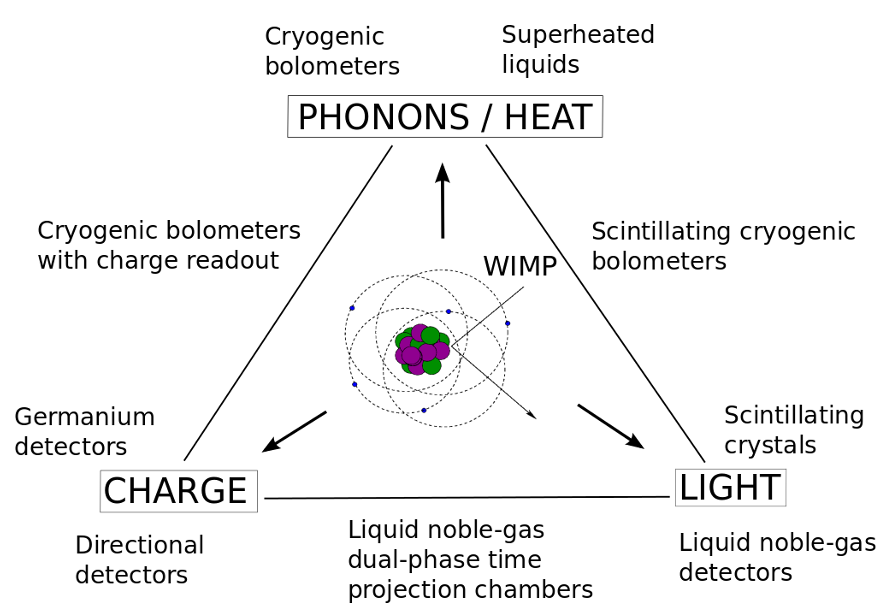 Cryogenic
bolometers
Superheated
liquids
PHONONS / HEAT
Cryogenic bolometers
with charge readout
Scintillating cryogenic
bolometers
WIMP
Germanium
detectors
Scintillating
crystals
CHARGE
LIGHT
Directional
detectors
Liquid noble-gas
dual-phase time
projection chambers
Liquid noble-gas
detectors